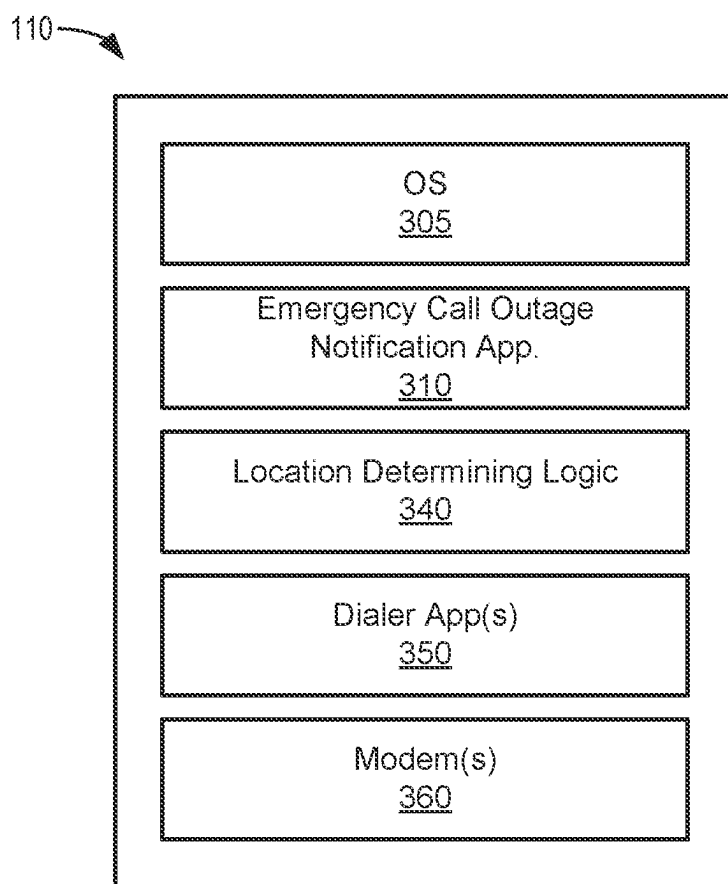 110
OS
305
Emergency Call Outage
Notification App.
310
Location Determining Logic
340
Dialer App(s)
350
Modem(s)
360